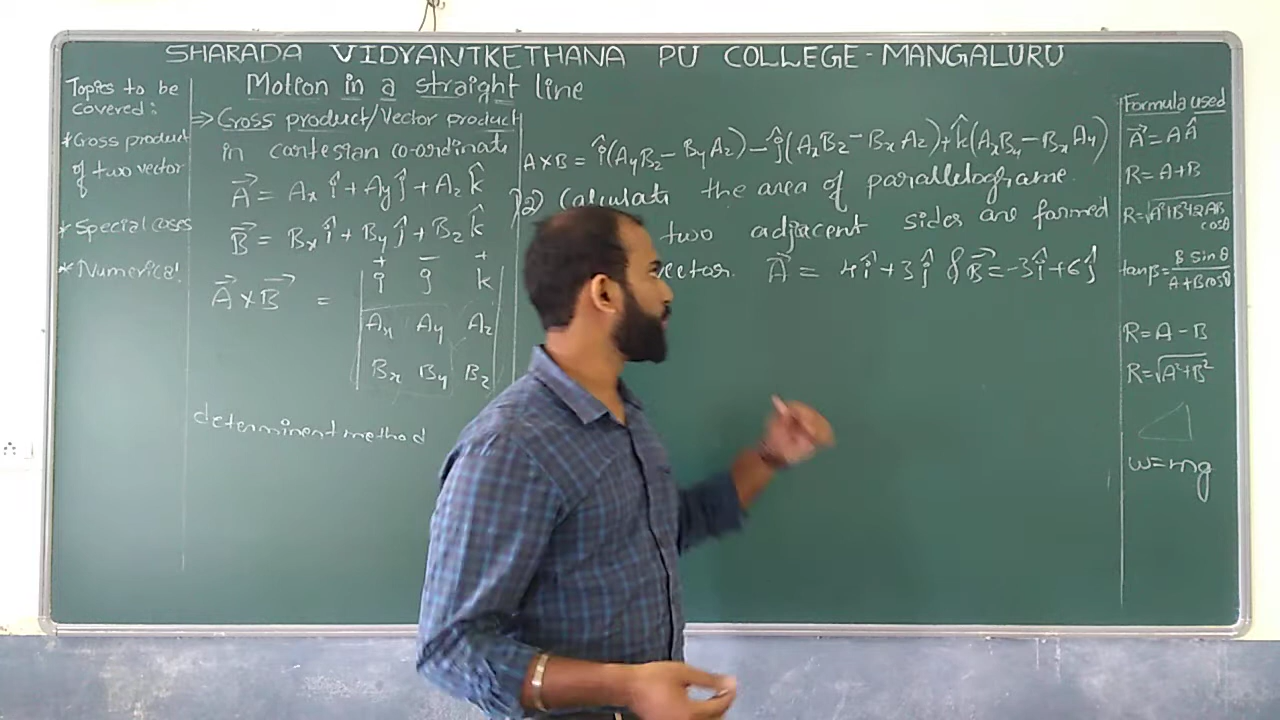 SHARADA VIDYANIKETHANA PU COLLEGE - MANGALURU
Motion in a straight line
Topics to be
covered:
* Cross product
of two vector
* Special cases
* Numerical
⇒ Cross product/Vector product
in cartesian co-ordinate
A⃗ = Ax î + Ay ĵ + Az k̂
B⃗ = Bx î + By ĵ + Bz k̂
+ − +
A⃗ × B⃗ = | î ĵ k̂ |
| Ax Ay Az |
| Bx By Bz |
determinent method
A × B = î(AyBz − ByAz) − ĵ(AxBz − BxAz) + k̂(AxBy − BxAy)
2) Calculate the area of parallelograme
two adjacent sides are formed
vector. A⃗ = 4î + 3ĵ & B⃗ = −3î + 6ĵ
Formula used
A⃗ = A Â
R = A + B
R = √A²+B²+2AB
cosθ
tanβ = B sinθ / A + B cosθ
R = A − B
R = √A²+B²
w = mg